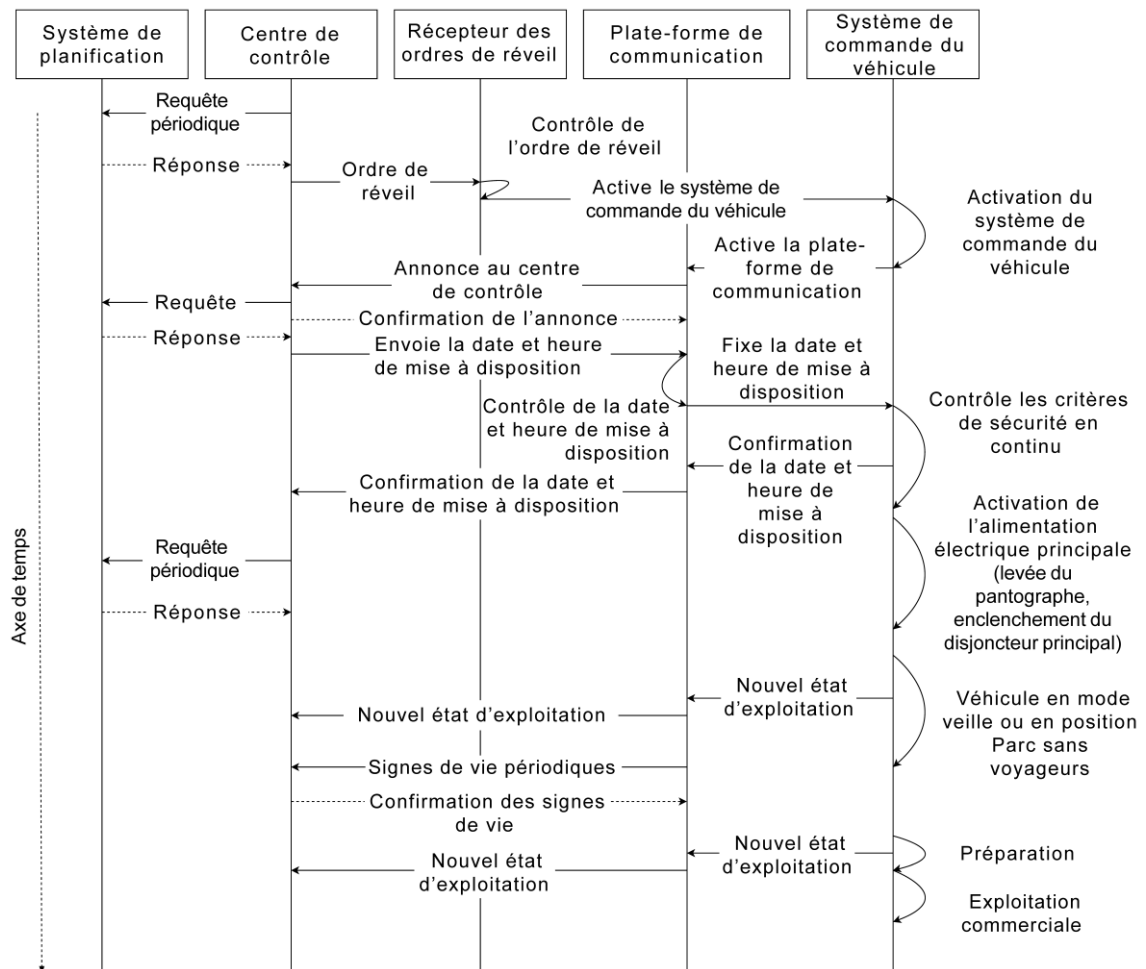 Système de
planification
Centre de
contrôle
Récepteur des
ordres de réveil
Plate-forme de
communication
Système de
commande du
véhicule
Requête
périodique
Contrôle de
l'ordre de réveil
Réponse
Ordre de
réveil
Active le système de
commande du véhicule
Activation du
système de
commande du
véhicule
Active la plate-
forme de
communication
Annonce au centre
de contrôle
Requête
Confirmation de l'annonce
Réponse
Envoie la date et heure
de mise à disposition
Fixe la date et
heure de mise à
disposition
Contrôle de la date
et heure de mise à
disposition
Contrôle les critères
de sécurité en
continu
Confirmation
de la date et
heure de
mise à
disposition
Confirmation de la date et
heure de mise à disposition
Activation de
l'alimentation
électrique principale
(levée du
pantographe,
enclenchement du
disjoncteur principal)
Requête
périodique
Axe de temps
Réponse
Nouvel état
d'exploitation
Nouvel état d'exploitation
Véhicule en mode
veille ou en position
Parc sans
voyageurs
Signes de vie périodiques
Confirmation des signes
de vie
Nouvel état
d'exploitation
Préparation
Nouvel état
d'exploitation
Exploitation
commerciale